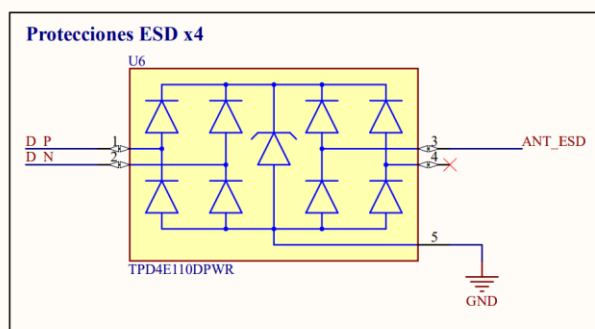 Protecciones ESD x4
U6
D_P
1
D_N
2
3
ANT_ESD
4
5
TPD4E110DPWR
GND